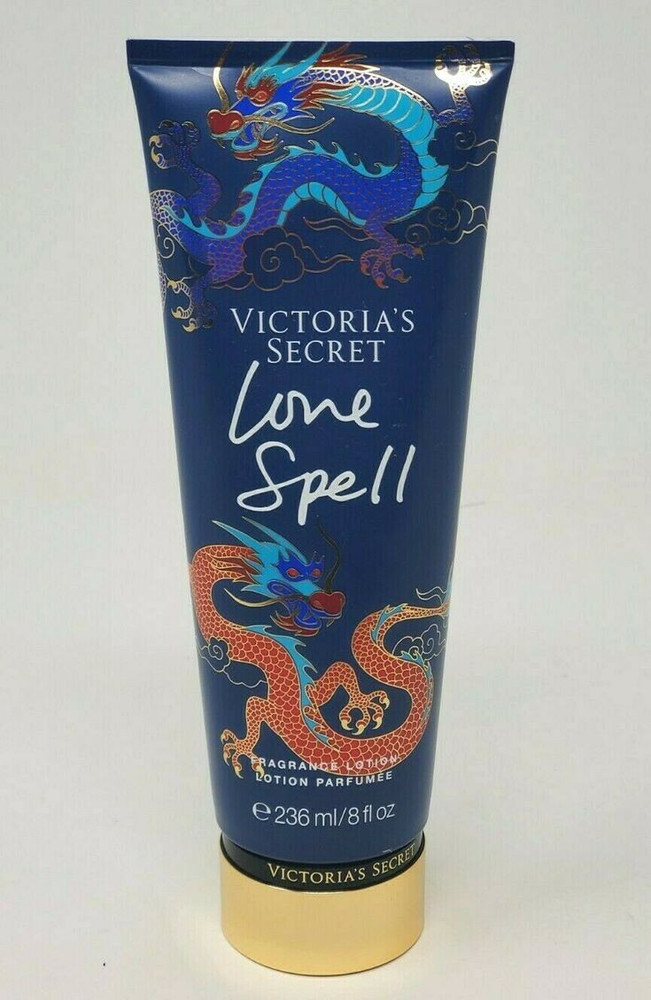 VICTORIA'S
SECRET
Love
Spell
FRAGRANCE LOTION
LOTION PARFUMÉE
℮ 236 ml/8 fl oz
VICTORIA'S SECRET